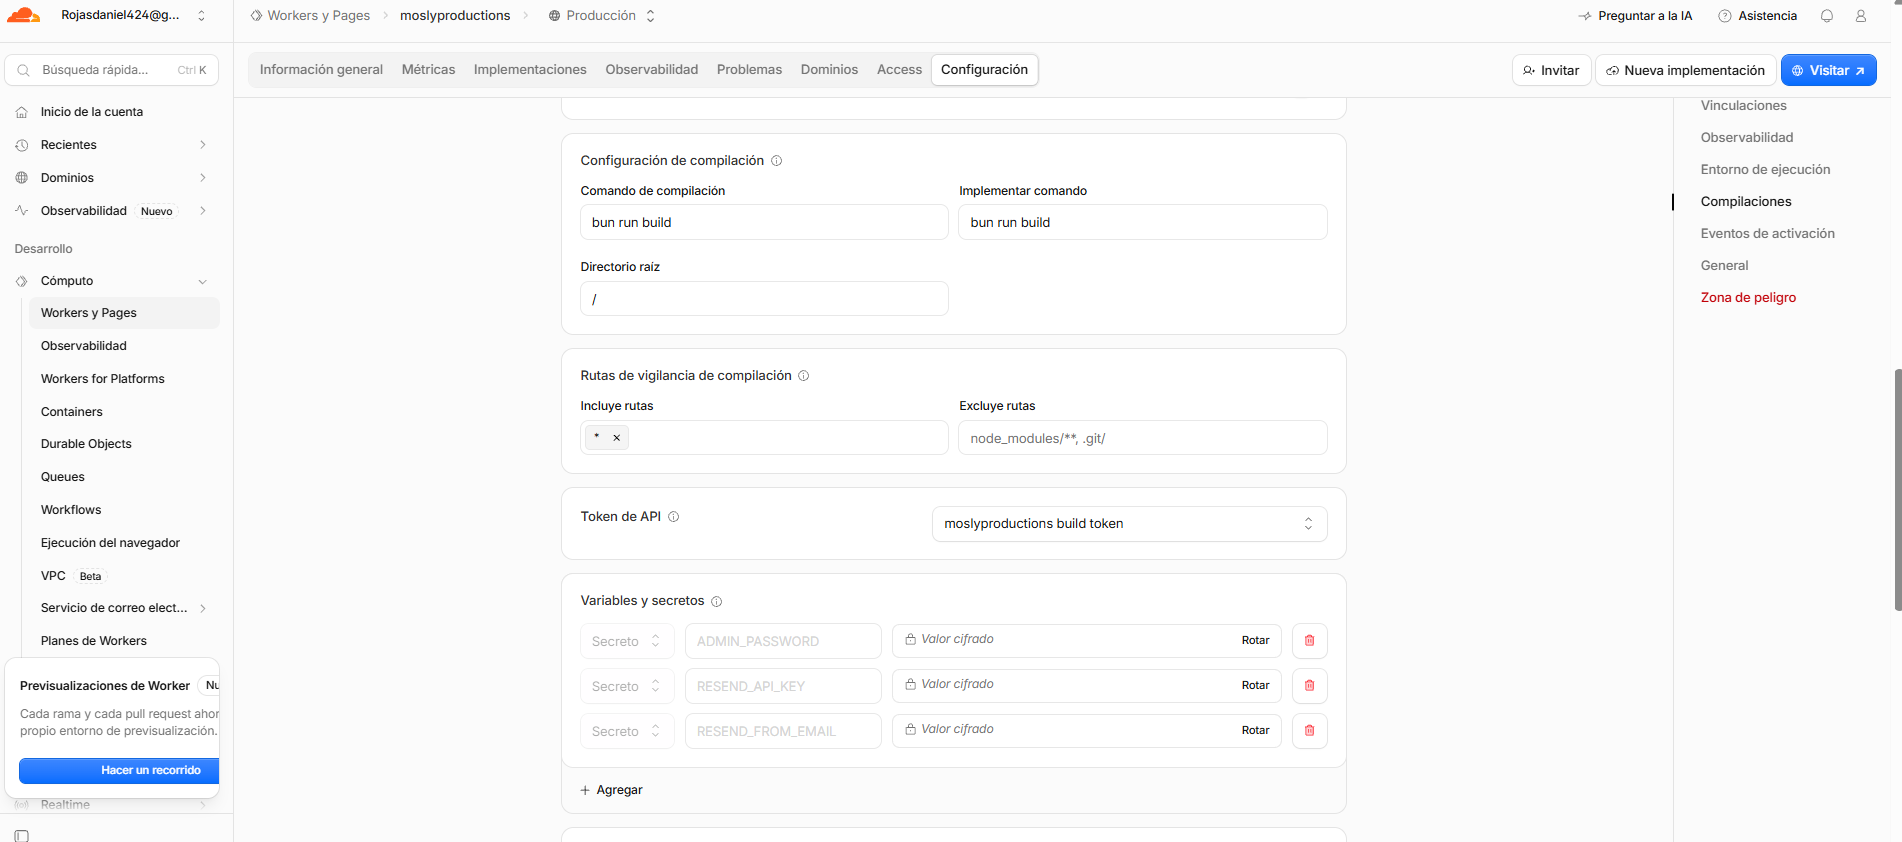 Rojasdaniel424@g...
Workers y Pages
moslyproductions
Producción
Preguntar a la IA
Asistencia
Búsqueda rápida...
Ctrl K
Información general
Métricas
Implementaciones
Observabilidad
Problemas
Dominios
Access
Configuración
Invitar
Nueva implementación
Visitar
Inicio de la cuenta
Recientes
Dominios
Observabilidad
Nuevo
Desarrollo
Cómputo
Workers y Pages
Observabilidad
Workers for Platforms
Containers
Durable Objects
Queues
Workflows
Ejecución del navegador
VPC
Beta
Servicio de correo elect...
Planes de Workers
Previsualizaciones de Worker
Nu
Cada rama y cada pull request ahor
propio entorno de previsualización.
Hacer un recorrido
Realtime
Configuración de compilación
Comando de compilación
Implementar comando
bun run build
bun run build
Directorio raíz
/
Rutas de vigilancia de compilación
Incluye rutas
Excluye rutas
* ×
node_modules/**, .git/
Token de API
moslyproductions build token
Variables y secretos
Secreto
ADMIN_PASSWORD
Valor cifrado
Rotar
Secreto
RESEND_API_KEY
Valor cifrado
Rotar
Secreto
RESEND_FROM_EMAIL
Valor cifrado
Rotar
+ Agregar
Vinculaciones
Observabilidad
Entorno de ejecución
Compilaciones
Eventos de activación
General
Zona de peligro